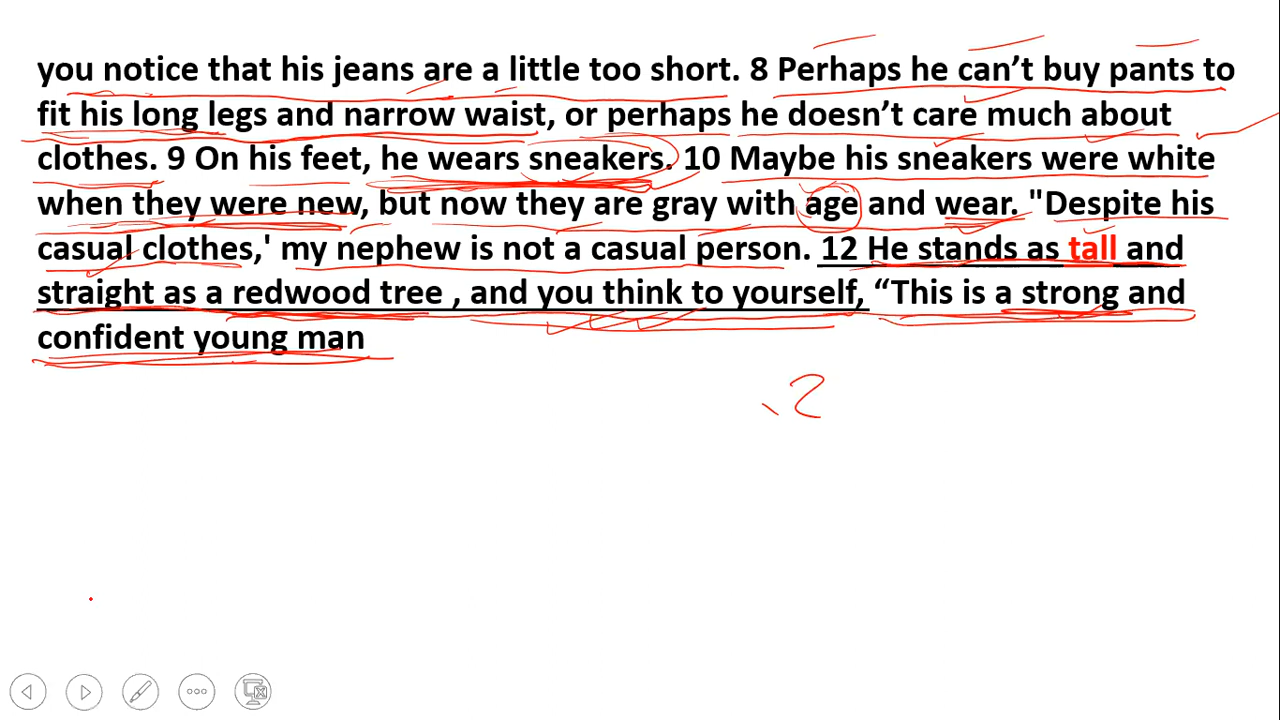 you notice that his jeans are a little too short. 8 Perhaps he can’t buy pants to
fit his long legs and narrow waist, or perhaps he doesn’t care much about
clothes. 9 On his feet, he wears sneakers. 10 Maybe his sneakers were white
when they were new, but now they are gray with age and wear. "Despite his
casual clothes,' my nephew is not a casual person. 12 He stands as tall and
straight as a redwood tree , and you think to yourself, “This is a strong and
confident young man